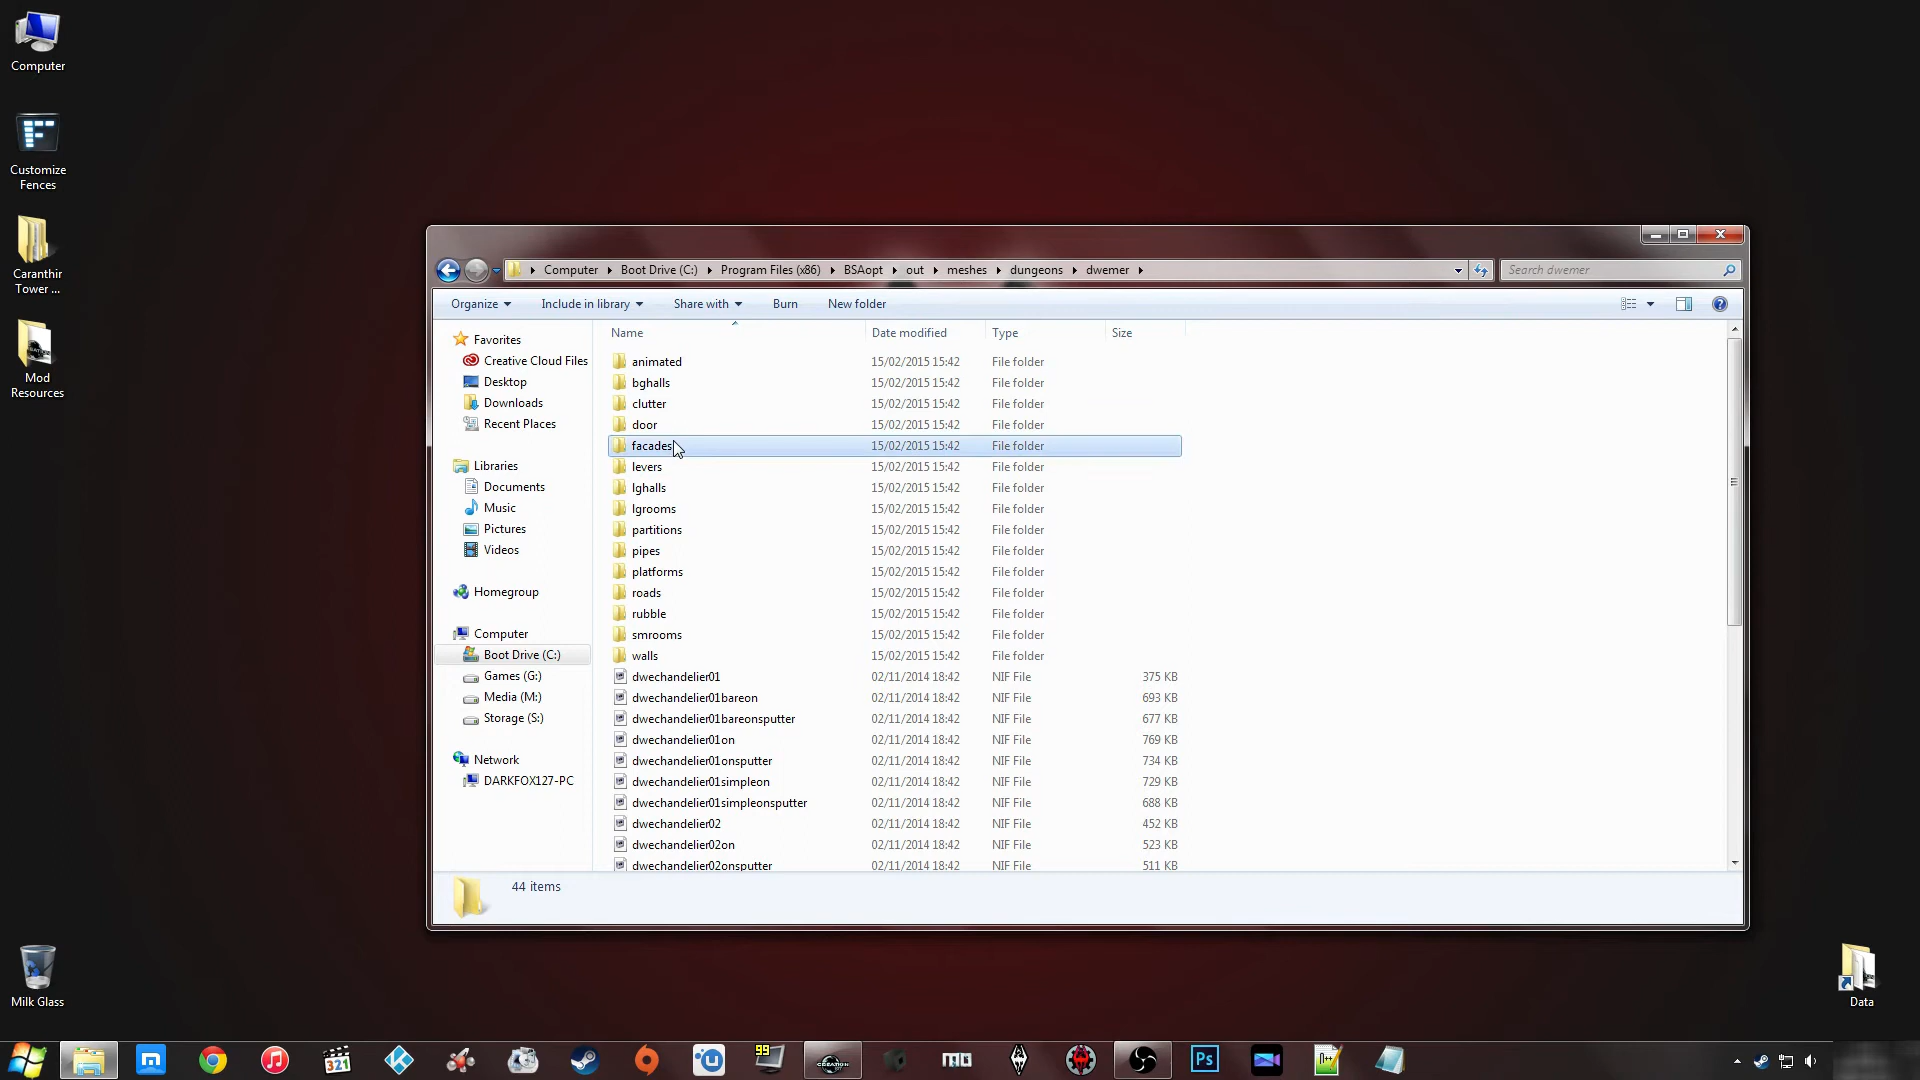 Computer
Customize
Fences
Caranthir
Tower ...
Mod
Resources
Milk Glass
Data
Computer
Boot Drive (C:)
Program Files (x86)
BSAopt
out
meshes
dungeons
dwemer
Search dwemer
Organize
Include in library
Share with
Burn
New folder
Favorites
Creative Cloud Files
Desktop
Downloads
Recent Places
Libraries
Documents
Music
Pictures
Videos
Homegroup
Computer
Boot Drive (C:)
Games (G:)
Media (M:)
Storage (S:)
Network
DARKFOX127-PC
Name Date modified Type Size
animated 15/02/2015 15:42 File folder
bghalls 15/02/2015 15:42 File folder
clutter 15/02/2015 15:42 File folder
door 15/02/2015 15:42 File folder
facades 15/02/2015 15:42 File folder
levers 15/02/2015 15:42 File folder
lghalls 15/02/2015 15:42 File folder
lgrooms 15/02/2015 15:42 File folder
partitions 15/02/2015 15:42 File folder
pipes 15/02/2015 15:42 File folder
platforms 15/02/2015 15:42 File folder
roads 15/02/2015 15:42 File folder
rubble 15/02/2015 15:42 File folder
smrooms 15/02/2015 15:42 File folder
walls 15/02/2015 15:42 File folder
dwechandelier01 02/11/2014 18:42 NIF File 375 KB
dwechandelier01bareon 02/11/2014 18:42 NIF File 693 KB
dwechandelier01bareonsputter 02/11/2014 18:42 NIF File 677 KB
dwechandelier01on 02/11/2014 18:42 NIF File 769 KB
dwechandelier01onsputter 02/11/2014 18:42 NIF File 734 KB
dwechandelier01simpleon 02/11/2014 18:42 NIF File 729 KB
dwechandelier01simpleonsputter 02/11/2014 18:42 NIF File 688 KB
dwechandelier02 02/11/2014 18:42 NIF File 452 KB
dwechandelier02on 02/11/2014 18:42 NIF File 523 KB
dwechandelier02onsputter 02/11/2014 18:42 NIF File 511 KB
44 items
321
99
CREATION
Ps